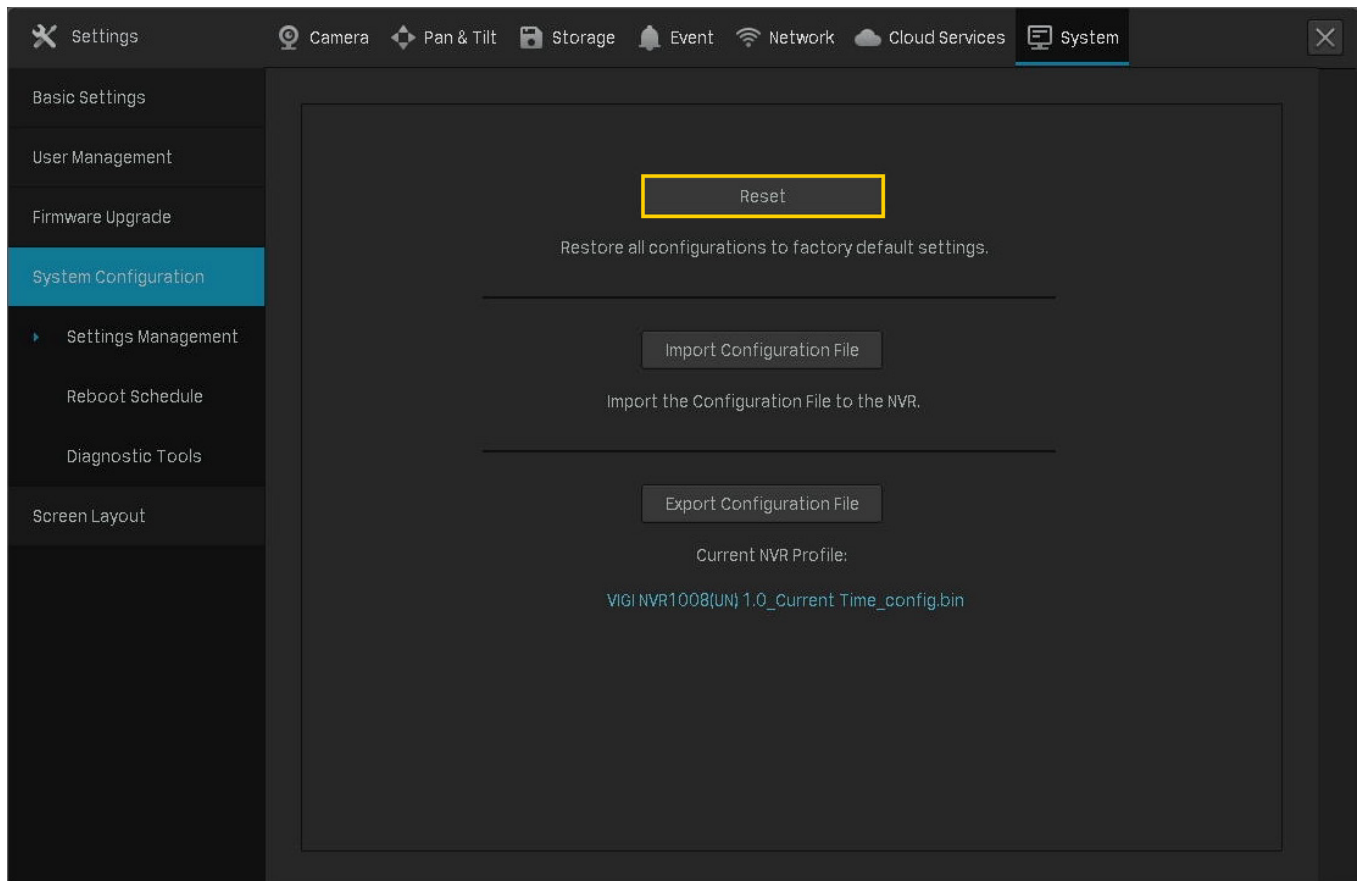 Settings
Camera
Pan & Tilt
Storage
Event
Network
Cloud Services
System
Basic Settings
User Management
Firmware Upgrade
System Configuration
Settings Management
Reboot Schedule
Diagnostic Tools
Screen Layout
Reset
Restore all configurations to factory default settings.
Import Configuration File
Import the Configuration File to the NVR.
Export Configuration File
Current NVR Profile:
VIGI NVR1008(UN) 1.0_Current Time_config.bin